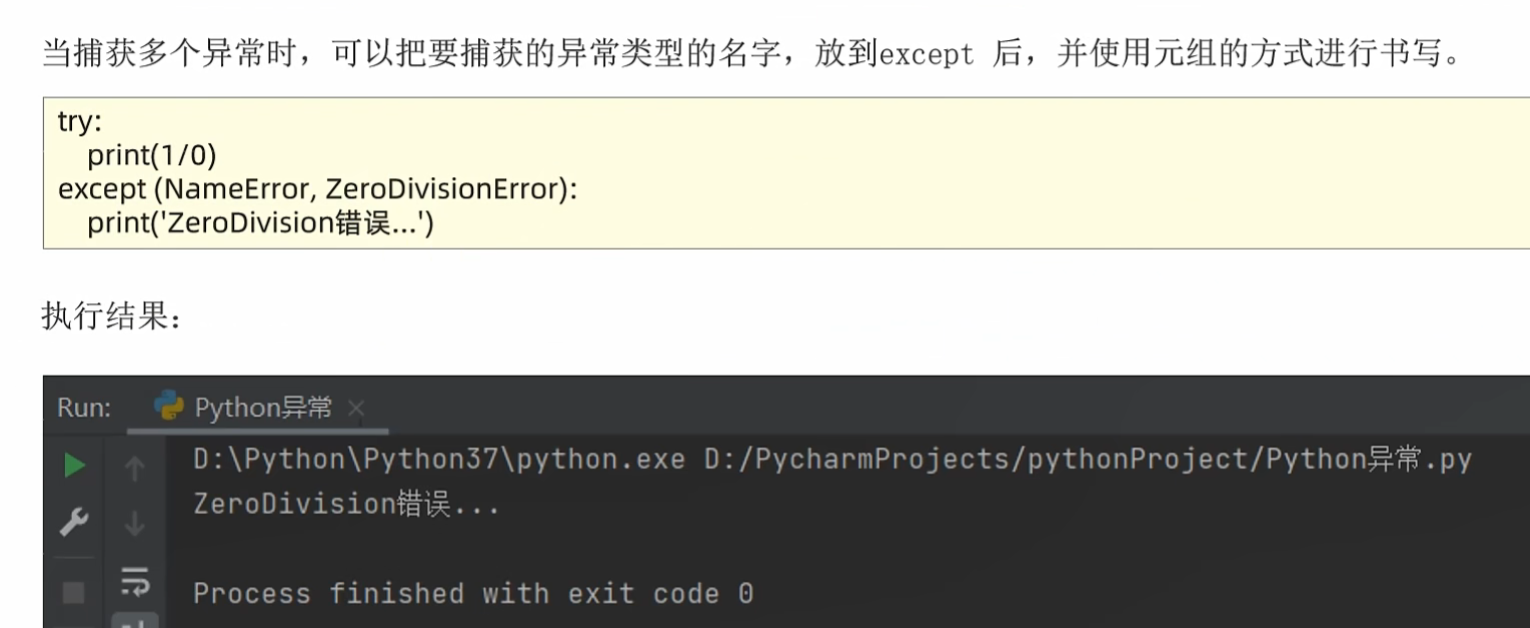 当捕获多个异常时，可以把要捕获的异常类型的名字，放到except 后，并使用元组的方式进行书写。
try:
    print(1/0)
except (NameError, ZeroDivisionError):
    print('ZeroDivision错误...')
执行结果：
Run: Python异常 ×
D:\Python\Python37\python.exe D:/PycharmProjects/pythonProject/Python异常.py
ZeroDivision错误...
Process finished with exit code 0